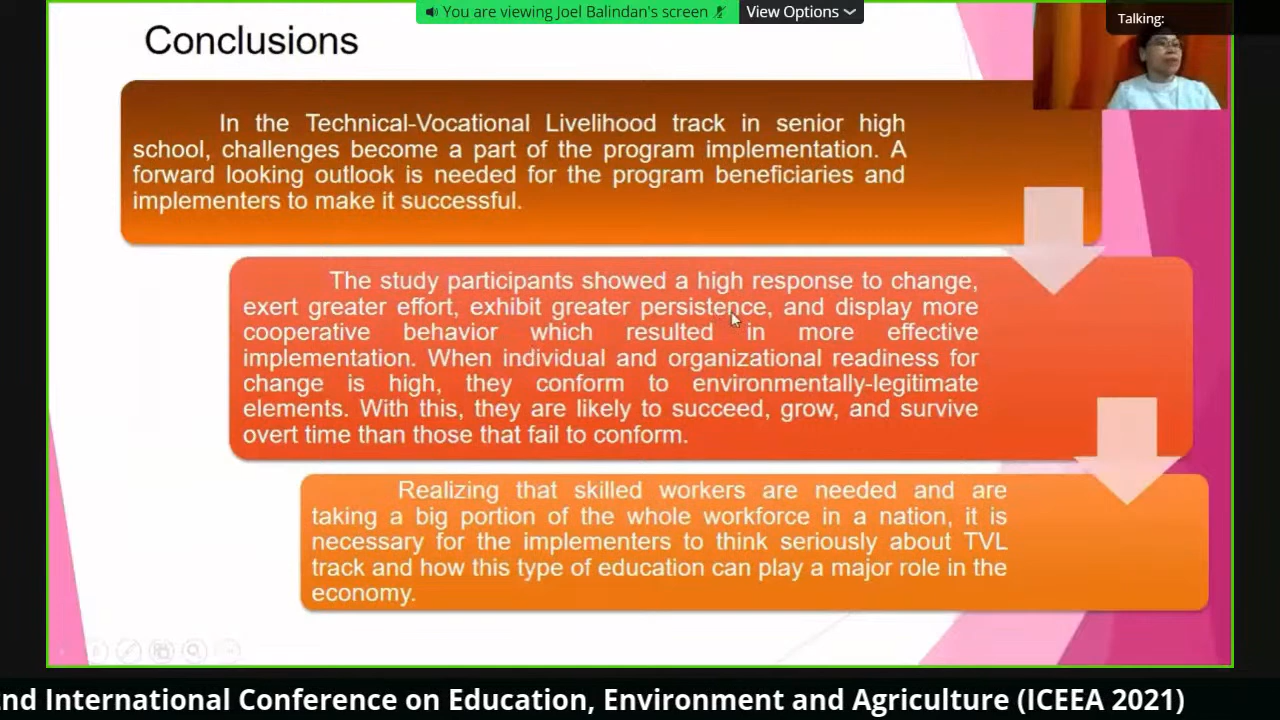 You are viewing Joel Balindan's screen
View Options
Talking:
Conclusions
In the Technical-Vocational Livelihood track in senior high
school, challenges become a part of the program implementation. A
forward looking outlook is needed for the program beneficiaries and
implementers to make it successful.
The study participants showed a high response to change,
exert greater effort, exhibit greater persistence, and display more
cooperative behavior which resulted in more effective
implementation. When individual and organizational readiness for
change is high, they conform to environmentally-legitimate
elements. With this, they are likely to succeed, grow, and survive
overt time than those that fail to conform.
Realizing that skilled workers are needed and are
taking a big portion of the whole workforce in a nation, it is
necessary for the implementers to think seriously about TVL
track and how this type of education can play a major role in the
economy.
nd International Conference on Education, Environment and Agriculture (ICEEA 2021)